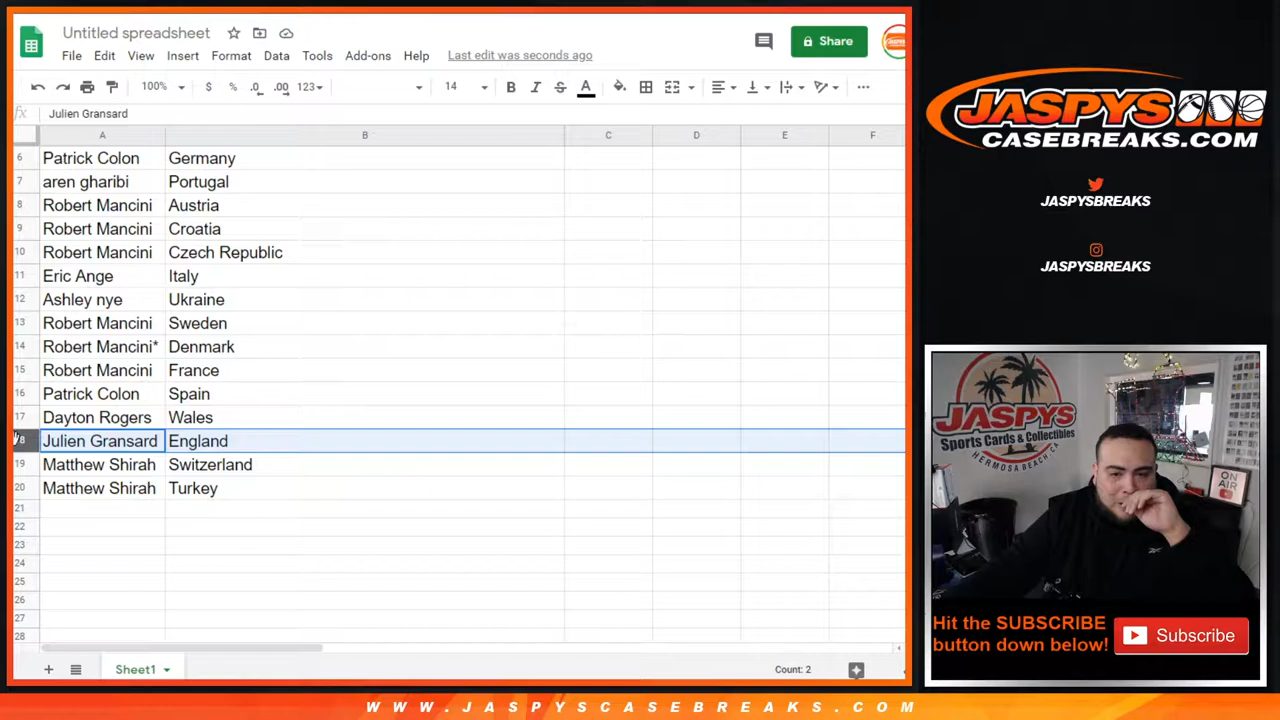 Untitled spreadsheet
File Edit View Insert Format Data Tools Add-ons Help Last edit was seconds ago
Share
100% $ % .0 .00 123 14 B I S A
fx Julien Gransard
A B C D E F
6 Patrick Colon Germany
7 aren gharibi Portugal
8 Robert Mancini Austria
9 Robert Mancini Croatia
10 Robert Mancini Czech Republic
11 Eric Ange Italy
12 Ashley nye Ukraine
13 Robert Mancini Sweden
14 Robert Mancini* Denmark
15 Robert Mancini France
16 Patrick Colon Spain
17 Dayton Rogers Wales
8 Julien Gransard England
19 Matthew Shirah Switzerland
20 Matthew Shirah Turkey
21
22
23
24
25
26
27
28
Sheet1
Count: 2
JASPYS
CASEBREAKS.COM
JASPYSBREAKS
JASPYSBREAKS
JASPYS
Sports Cards & Collectibles
HERMOSA BEACH, CA
ON AIR
Hit the SUBSCRIBE
button down below!
Subscribe
WWW.JASPYSCASEBREAKS.COM